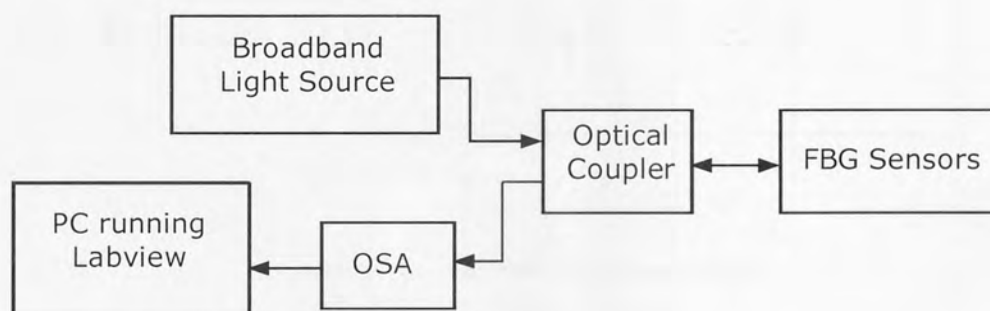 Broadband
Light Source
Optical
Coupler
FBG Sensors
PC running
Labview
OSA